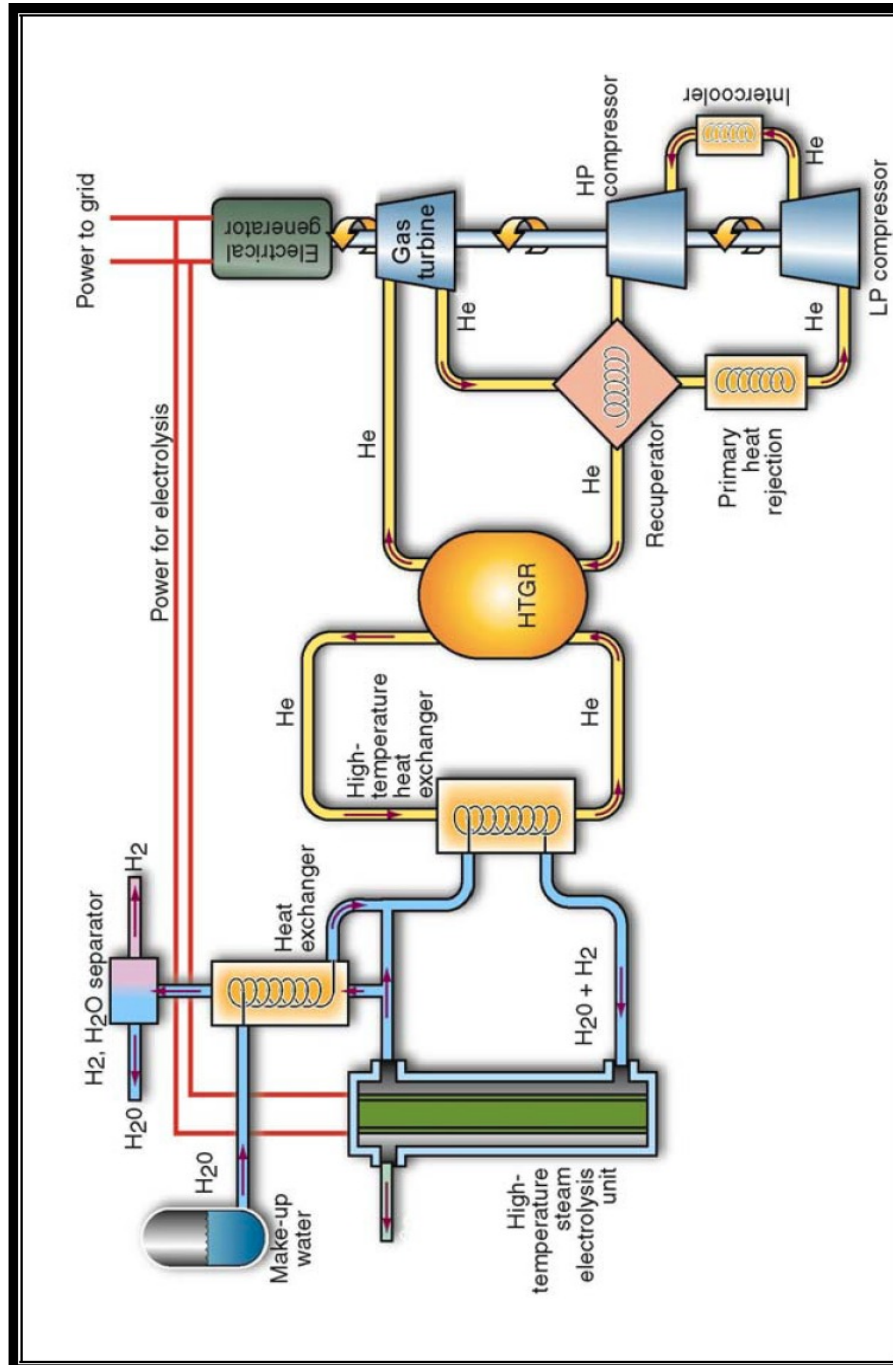 Make-up
water
H2O
H2O
H2, H2O separator
H2
Heat
exchanger
High-
temperature
steam
electrolysis
unit
H2O + H2
Power for electrolysis
Power to grid
High-
temperature
heat
exchanger
He
He
HTGR
He
He
Electrical
generator
Gas
turbine
He
Recuperator
Primary
heat
rejection
HP
compressor
Intercooler
He
He
LP compressor